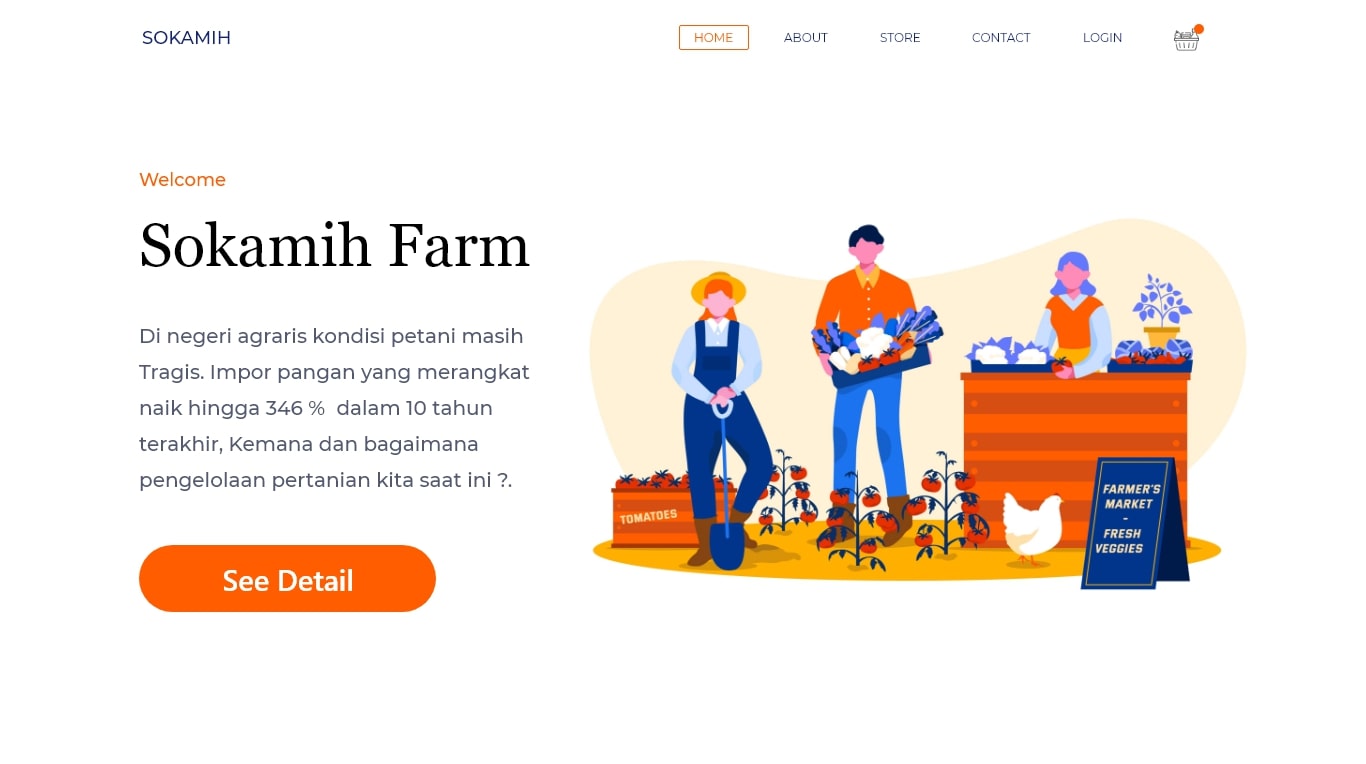 SOKAMIH
HOME ABOUT STORE CONTACT LOGIN
Welcome
Sokamih Farm
Di negeri agraris kondisi petani masih
Tragis. Impor pangan yang merangkat
naik hingga 346 %  dalam 10 tahun
terakhir, Kemana dan bagaimana
pengelolaan pertanian kita saat ini ?.
See Detail
TOMATOES
FARMER'S
MARKET
-
FRESH
VEGGIES